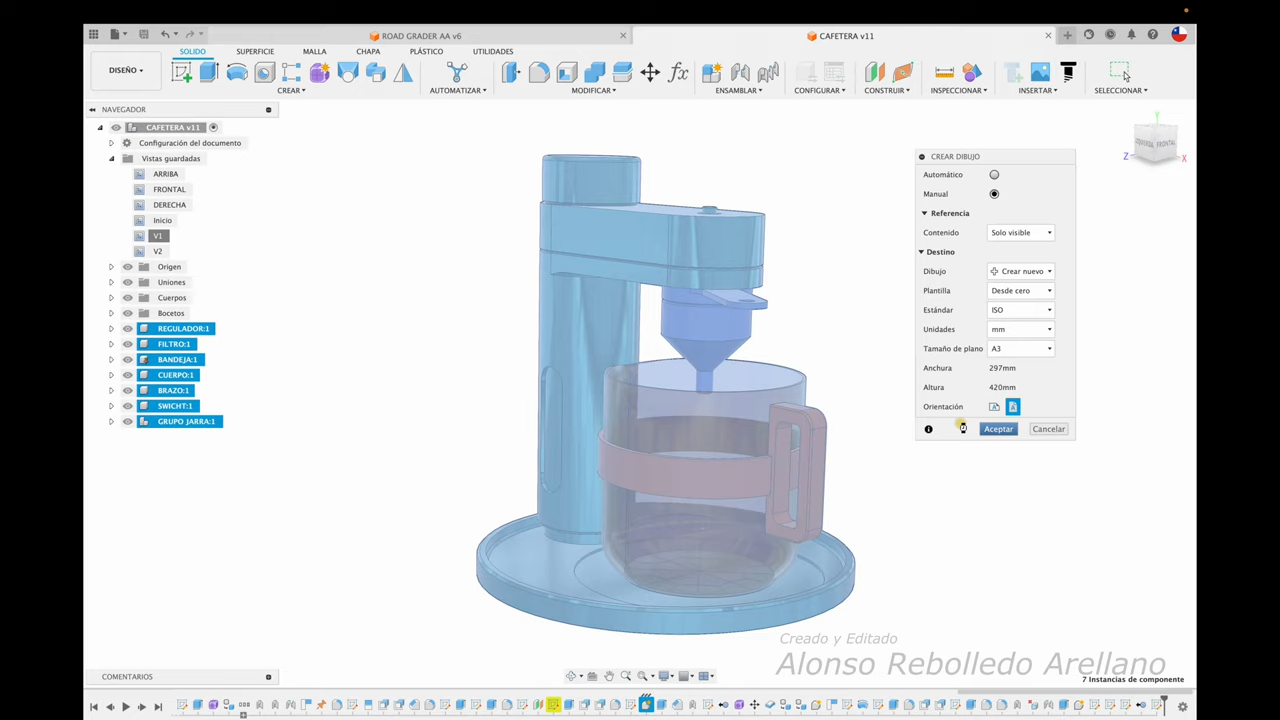 ROAD GRADER AA v6
CAFETERA v11
SOLIDO SUPERFICIE MALLA CHAPA PLÁSTICO UTILIDADES
DISEÑO
CREAR AUTOMATIZAR MODIFICAR ENSAMBLAR CONFIGURAR CONSTRUIR INSPECCIONAR INSERTAR SELECCIONAR
NAVEGADOR
CAFETERA v11
Configuración del documento
Vistas guardadas
ARRIBA
FRONTAL
DERECHA
Inicio
V1
V2
Origen
Uniones
Cuerpos
Bocetos
REGULADOR:1
FILTRO:1
BANDEJA:1
CUERPO:1
BRAZO:1
SWICHT:1
GRUPO JARRA:1
Y
FRONTAL
Z
X
CREAR DIBUJO
Automático
Manual
Referencia
Contenido Solo visible
Destino
Dibujo Crear nuevo
Plantilla Desde cero
Estándar ISO
Unidades mm
Tamaño de plano A3
Anchura 297mm
Altura 420mm
Orientación
Aceptar Cancelar
Creado y Editado
Alonso Rebolledo Arellano
COMENTARIOS
7 Instancias de componente